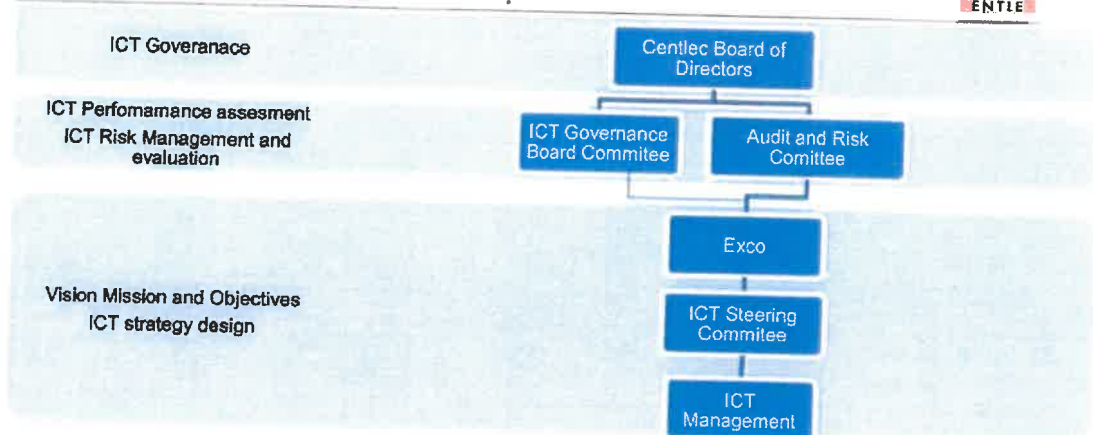 ENTLE
ICT Goveranace
Centlec Board of
Directors
ICT Perfomamance assesment
ICT Risk Management and
evaluation
ICT Governance
Board Commitee
Audit and Risk
Comittee
Vision Mission and Objectives
ICT strategy design
Exco
ICT Steering
Commitee
ICT
Management